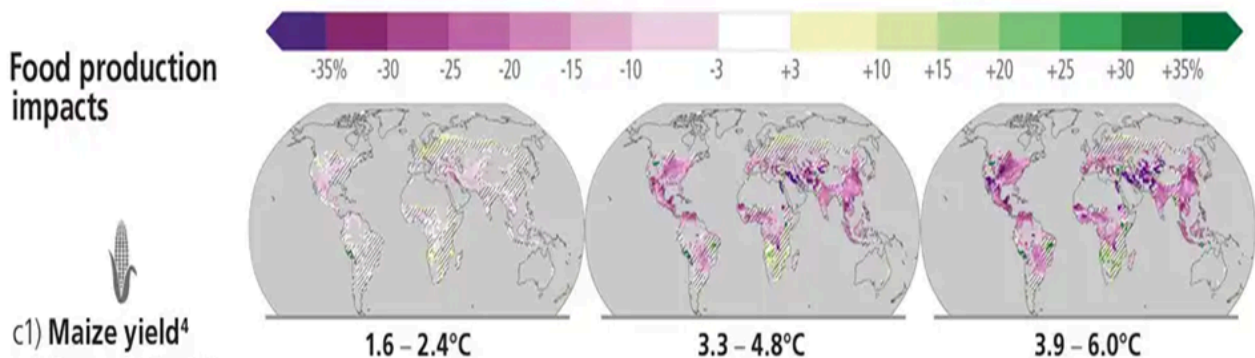 -35% -30 -25 -20 -15 -10 -3 +3 +10 +15 +20 +25 +30 +35%
Food production
impacts
c1) Maize yield⁴
1.6 – 2.4°C 3.3 – 4.8°C 3.9 – 6.0°C